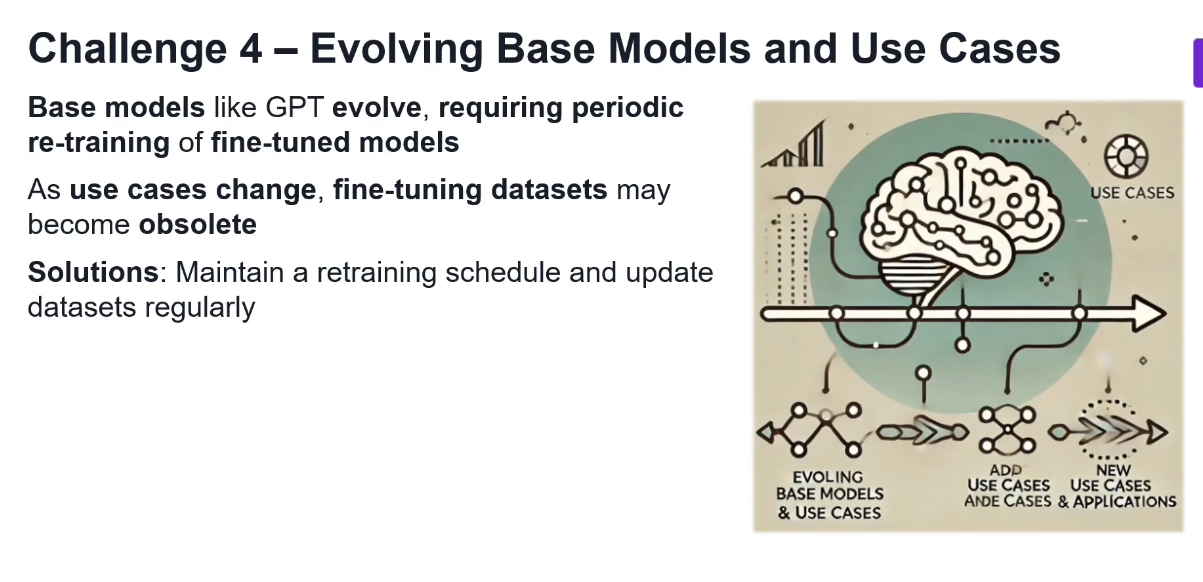 Challenge 4 – Evolving Base Models and Use Cases
Base models like GPT evolve, requiring periodic
re-training of fine-tuned models
As use cases change, fine-tuning datasets may
become obsolete
Solutions: Maintain a retraining schedule and update
datasets regularly
USE CASES
EVOLING
BASE MODELS
& USE CASES
ADD
USE CASES
ANDE CASES
NEW
USE CASES
& APPLICATIONS